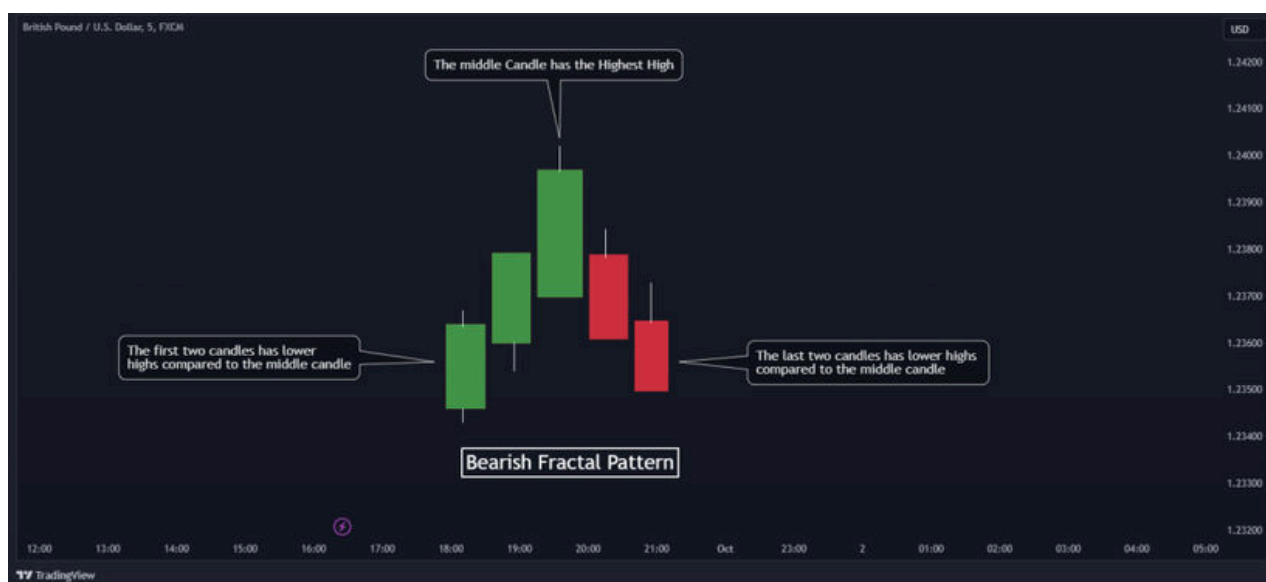 British Pound / U.S. Dollar, 5, FXCM
USD
The middle Candle has the Highest High
1.24200
1.24100
1.24000
1.23900
1.23800
1.23700
1.23600
1.23500
1.23400
1.23300
1.23200
The first two candles has lower
highs compared to the middle candle
The last two candles has lower highs
compared to the middle candle
Bearish Fractal Pattern
12:00 13:00 14:00 15:00 16:00 17:00 18:00 19:00 20:00 21:00 Oct 23:00 2 01:00 02:00 03:00 04:00 05:00
TradingView